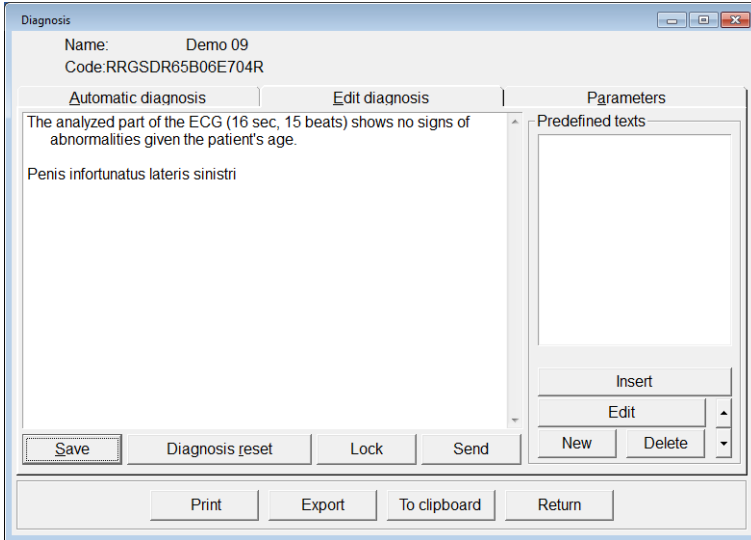 Diagnosis
Name: Demo 09
Code:RRGSDR65B06E704R
Automatic diagnosis
Edit diagnosis
Parameters
The analyzed part of the ECG (16 sec, 15 beats) shows no signs of
abnormalities given the patient's age.
Penis infortunatus lateris sinistri
Predefined texts
Insert
Edit
New
Delete
Save
Diagnosis reset
Lock
Send
Print
Export
To clipboard
Return